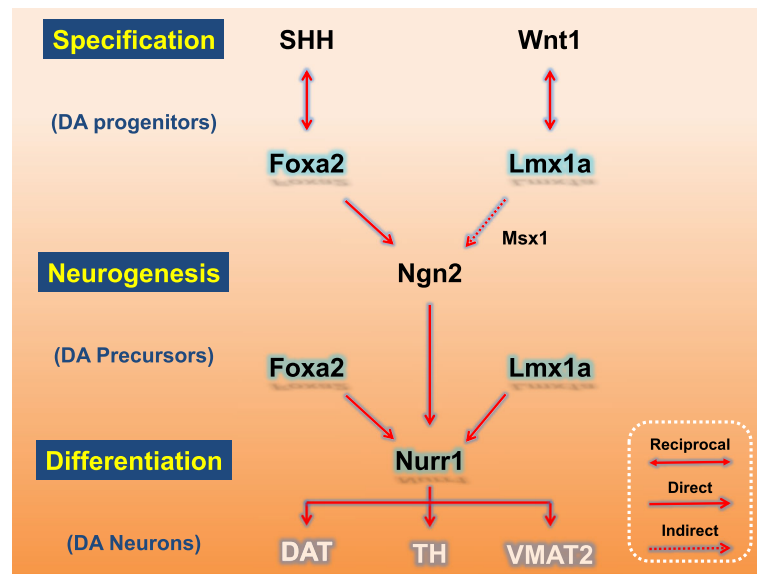 Specification
SHH
Wnt1
(DA progenitors)
Foxa2
Lmx1a
Msx1
Neurogenesis
Ngn2
(DA Precursors)
Foxa2
Lmx1a
Differentiation
Nurr1
(DA Neurons)
DAT
TH
VMAT2
Reciprocal
Direct
Indirect